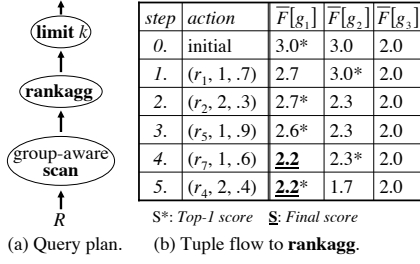 limit k
rankagg
group-aware
scan
R
(a) Query plan.
step action F̅[g₁] F̅[g₂] F̅[g₃]
0. initial 3.0* 3.0 2.0
1. (r₁, 1, .7) 2.7 3.0* 2.0
2. (r₂, 2, .3) 2.7* 2.3 2.0
3. (r₅, 1, .9) 2.6* 2.3 2.0
4. (r₇, 1, .6) 2.2 2.3* 2.0
5. (r₄, 2, .4) 2.2* 1.7 2.0
S*: Top-1 score S: Final score
(b) Tuple flow to rankagg.